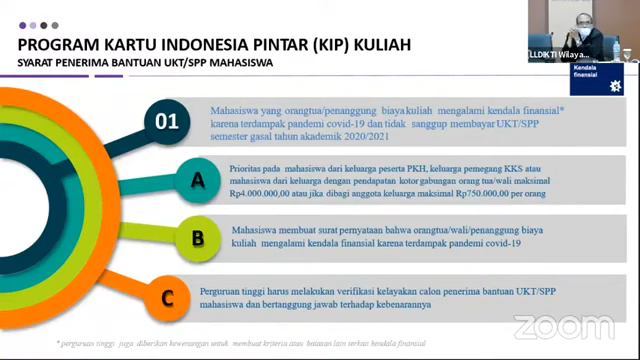 PROGRAM KARTU INDONESIA PINTAR (KIP) KULIAH
SYARAT PENERIMA BANTUAN UKT/SPP MAHASISWA
LLDIKTI Wilaya...
Kendala
finansial
01
Mahasiswa yang orangtua/penanggung biaya kuliah mengalami kendala finansial*
karena terdampak pandemi covid-19 dan tidak sanggup membayar UKT/SPP
semester gasal tahun akademik 2020/2021
A
Prioritas pada mahasiswa dari keluarga peserta PKH, keluarga pemegang KKS atau
mahasiswa dari keluarga dengan pendapatan kotor gabungan orang tua/wali maksimal
Rp4.000.000,00 atau jika dibagi anggota keluarga maksimal Rp750.000,00 per orang
B
Mahasiswa membuat surat pernyataan bahwa orangtua/wali/penanggung biaya
kuliah mengalami kendala finansial karena terdampak pandemi covid-19
C
Perguruan tinggi harus melakukan verifikasi kelayakan calon penerima bantuan UKT/SPP
mahasiswa dan bertanggung jawab terhadap kebenarannya
* perguruan tinggi juga diberikan kewenangan untuk membuat kriteria atau batasan lain terkait kendala finansial
zoom